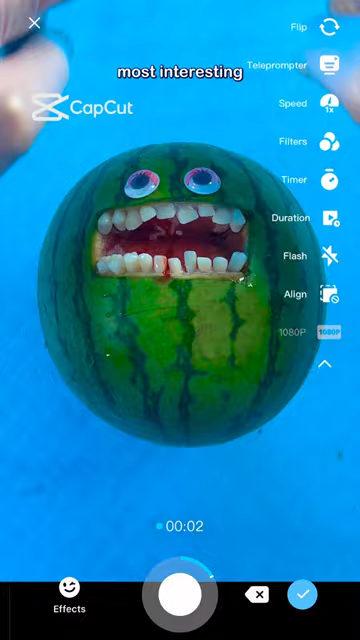 Flip
most interesting
Teleprompter
CapCut
Speed
1x
Filters
Timer
Duration
Flash
Align
1080P
1080P
00:02
Effects